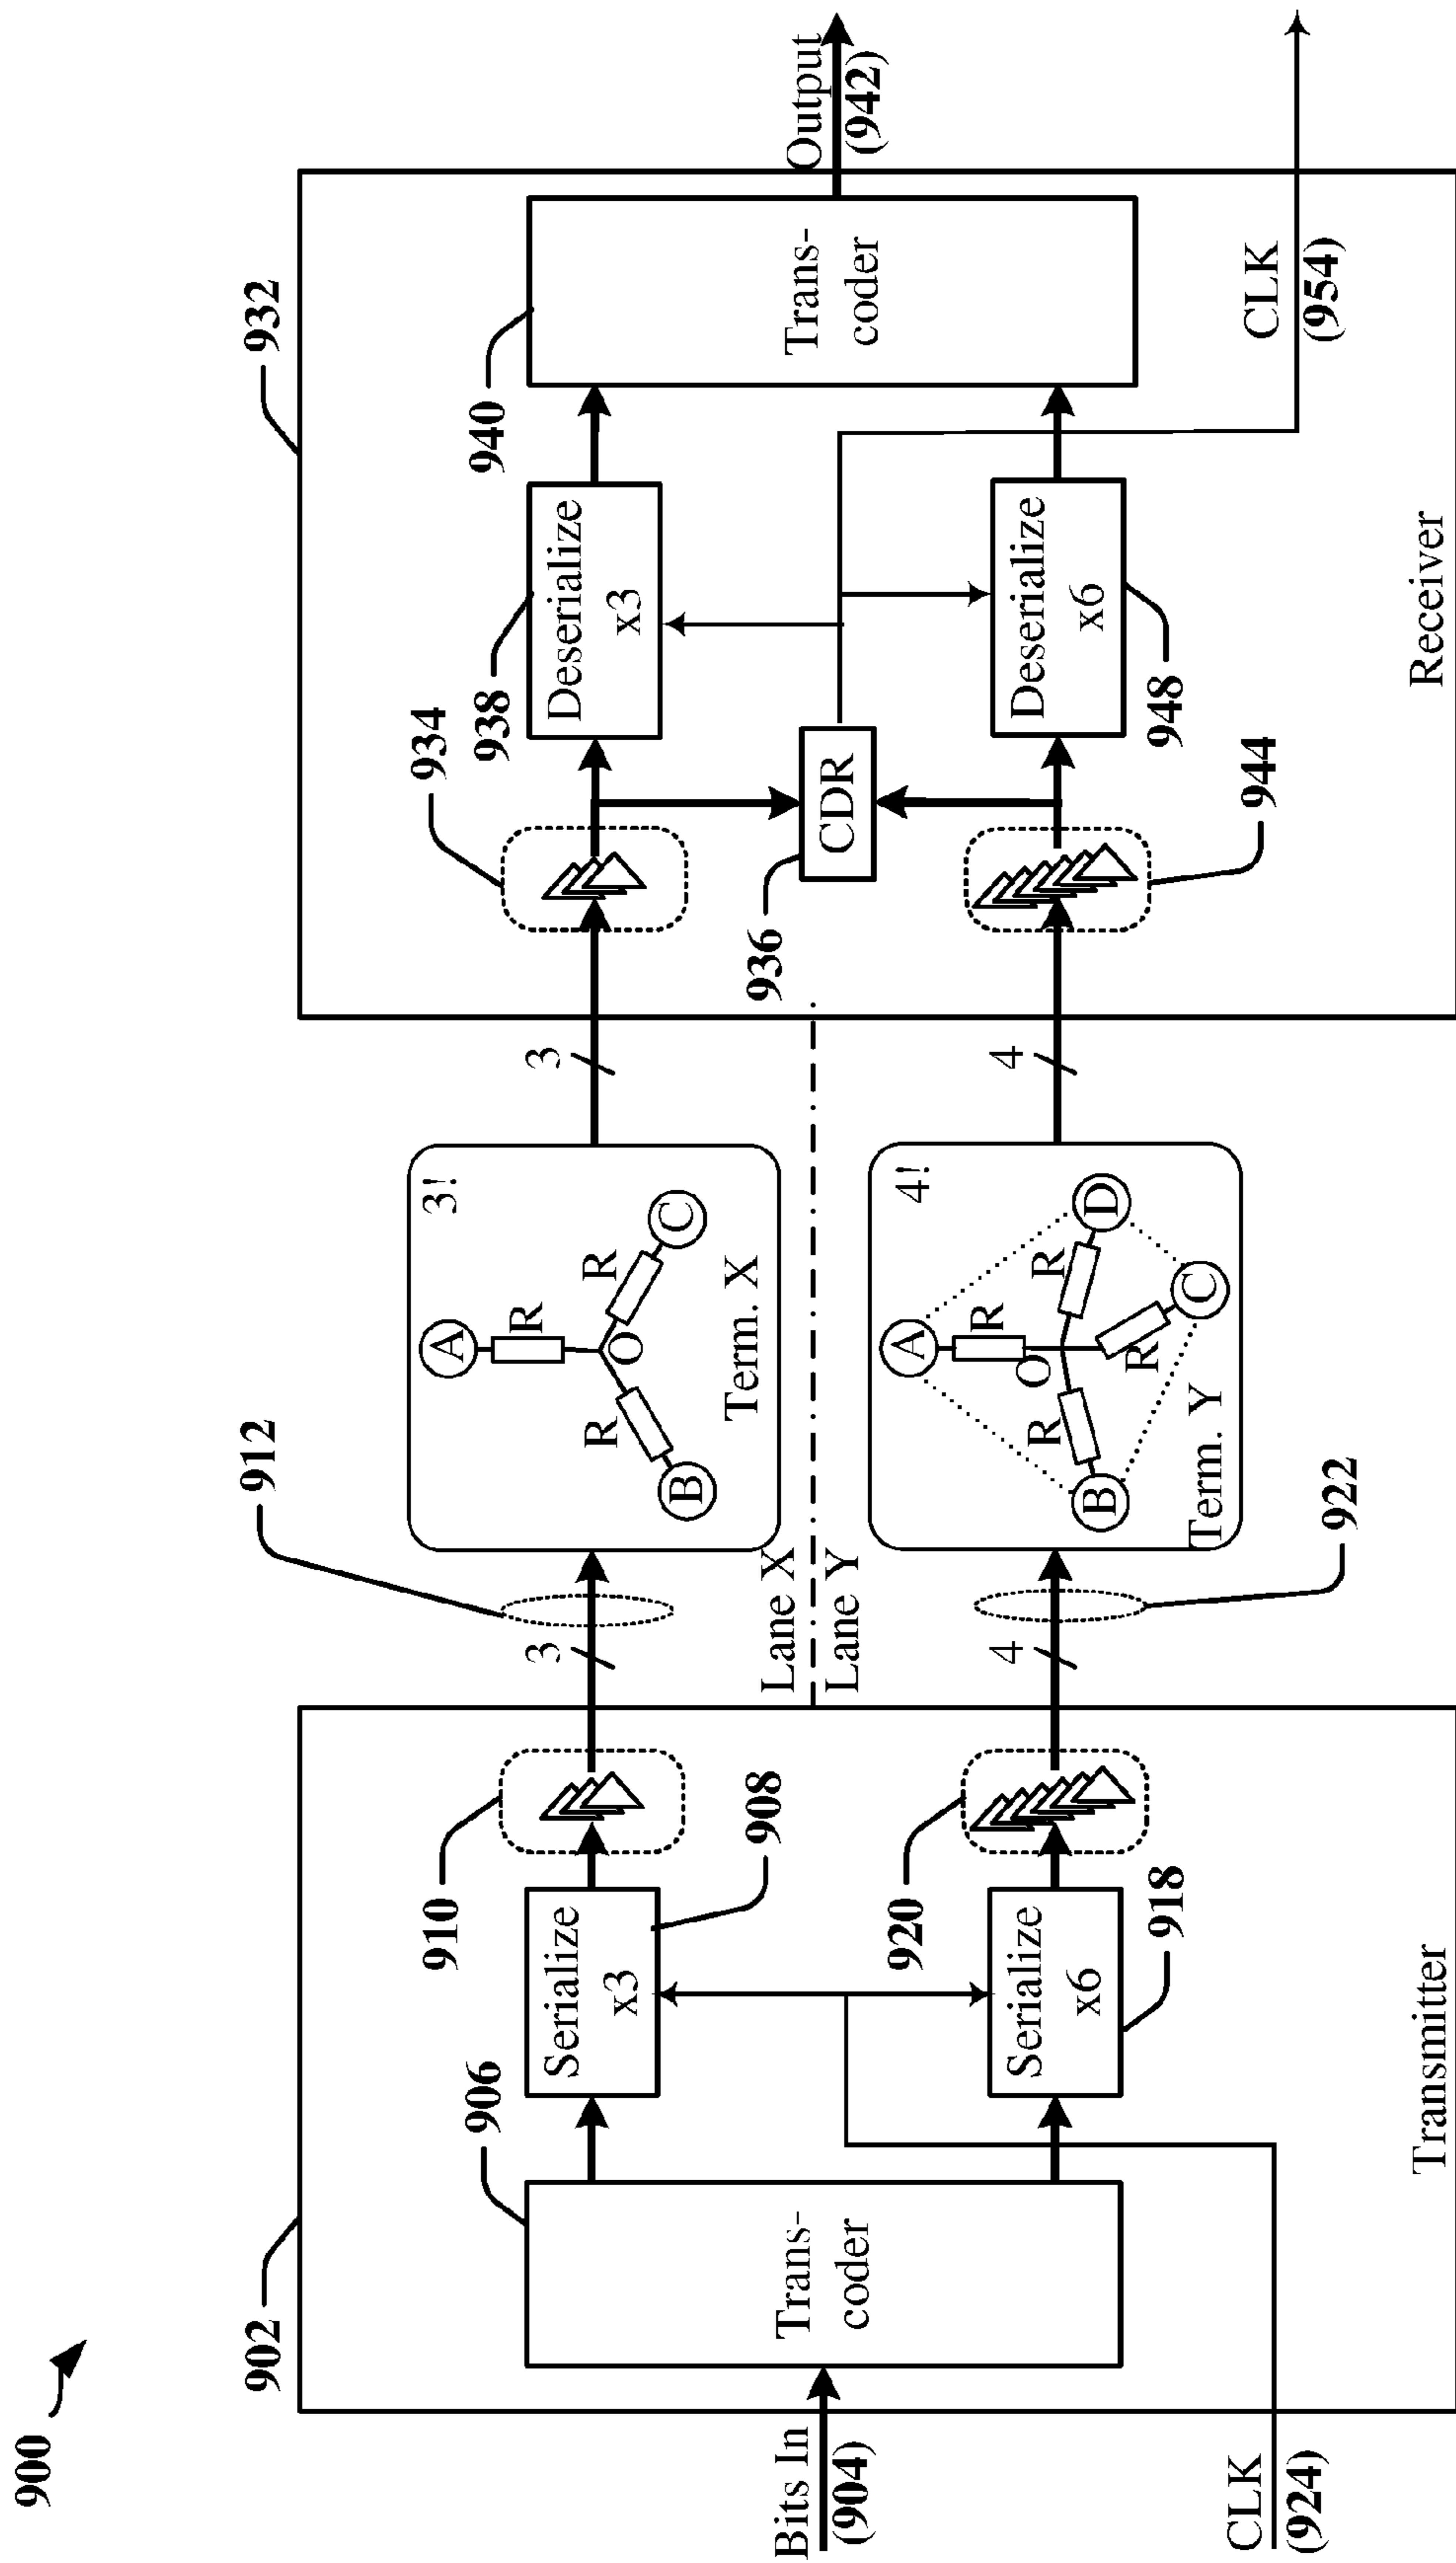 900
902
Bits In
(904)
CLK
(924)
Trans-
coder
906
Serialize
x3
908
910
Serialize
x6
918
920
Transmitter
3
912
4
922
Lane X
Lane Y
3!
A
R
B
R
O
R
C
Term. X
4!
A
R
O
B
R
R
D
R
C
Term. Y
3
4
932
934
936
CDR
944
938
Deserialize
x3
948
Deserialize
x6
940
Trans-
coder
Receiver
Output
(942)
CLK
(954)